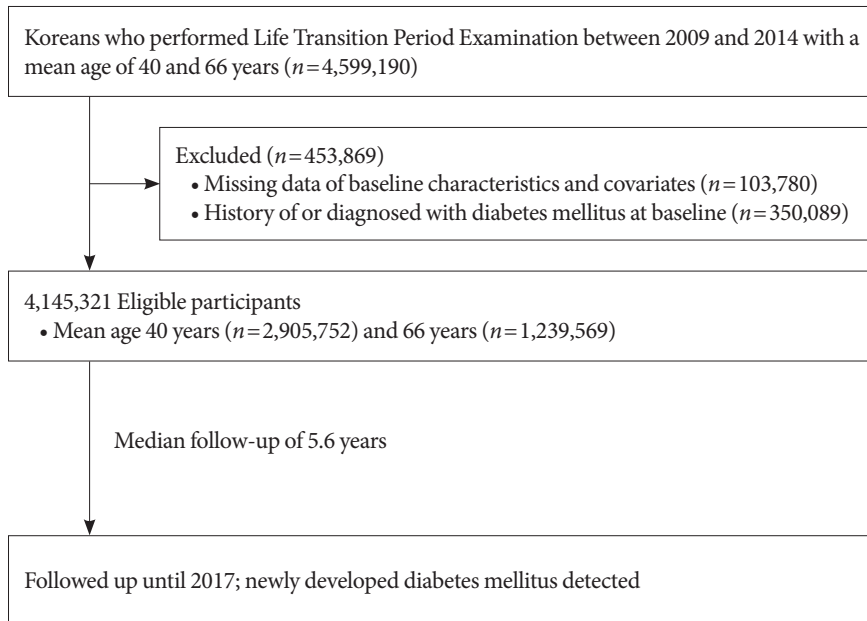 Koreans who performed Life Transition Period Examination between 2009 and 2014 with a
mean age of 40 and 66 years (n=4,599,190)
Excluded (n=453,869)
• Missing data of baseline characteristics and covariates (n=103,780)
• History of or diagnosed with diabetes mellitus at baseline (n=350,089)
4,145,321 Eligible participants
• Mean age 40 years (n=2,905,752) and 66 years (n=1,239,569)
Median follow-up of 5.6 years
Followed up until 2017; newly developed diabetes mellitus detected